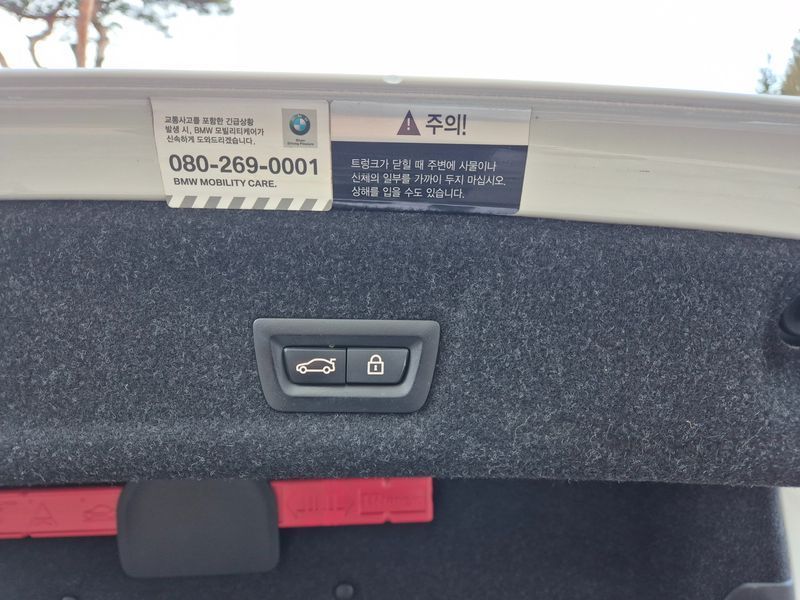 교통사고를 포함한 긴급상황
발생 시, BMW 모빌리티케어가
신속하게 도와드리겠습니다.
080-269-0001
BMW MOBILITY CARE.
주의!
트렁크가 닫힐 때 주변에 사물이나
신체의 일부를 가까이 두지 마십시오.
상해를 입을 수도 있습니다.